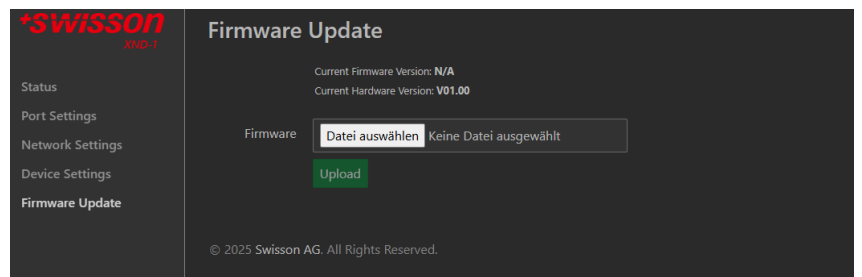 +swisson
XND-1
Status
Port Settings
Network Settings
Device Settings
Firmware Update
Firmware Update
Current Firmware Version: N/A
Current Hardware Version: V01.00
Firmware Datei auswählen Keine Datei ausgewählt
Upload
© 2025 Swisson AG. All Rights Reserved.